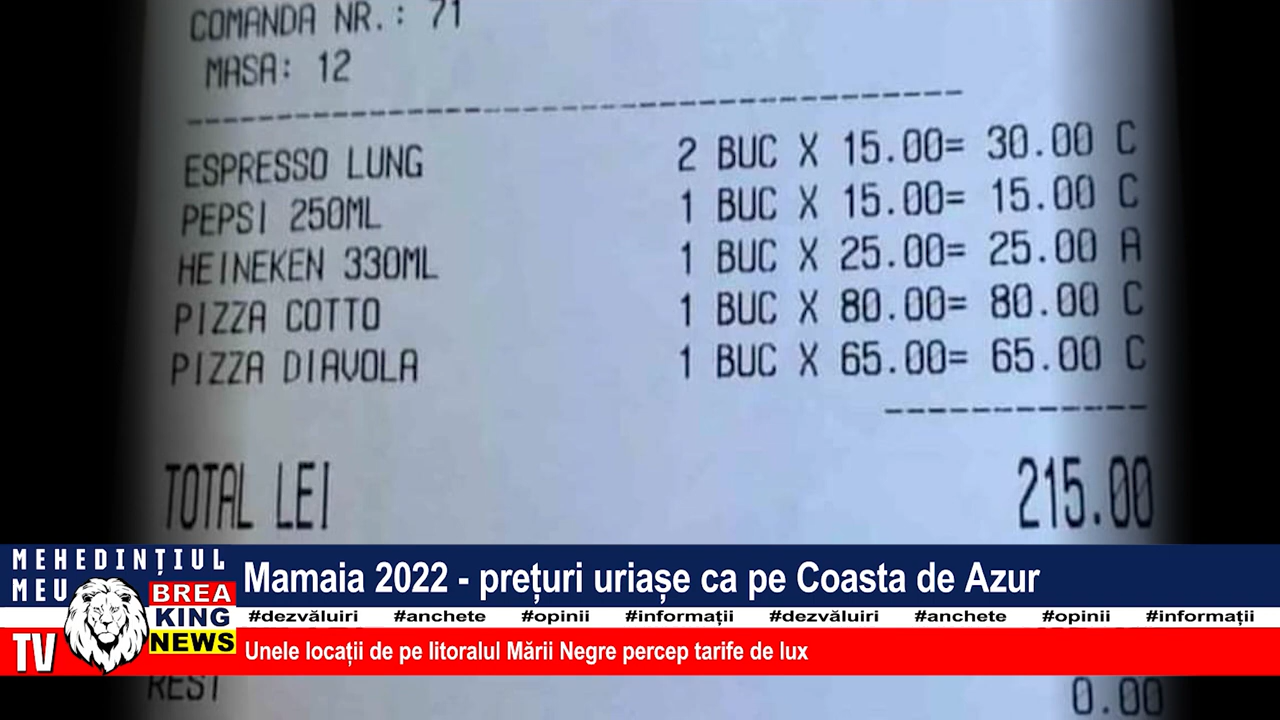 COMANDA NR.: 71
MASA: 12
ESPRESSO LUNG 2 BUC X 15.00= 30.00 C
PEPSI 250ML 1 BUC X 15.00= 15.00 C
HEINEKEN 330ML 1 BUC X 25.00= 25.00 A
PIZZA COTTO 1 BUC X 80.00= 80.00 C
PIZZA DIAVOLA 1 BUC X 65.00= 65.00 C
TOTAL LEI 215.00
MEHEDINȚIUL
MEU
TV
BREA
KING
NEWS
Mamaia 2022 - prețuri uriașe ca pe Coasta de Azur
#dezvăluiri #anchete #opinii #informații #dezvăluiri #anchete #opinii #informații
Unele locații de pe litoralul Mării Negre percep tarife de lux
REST 0.00